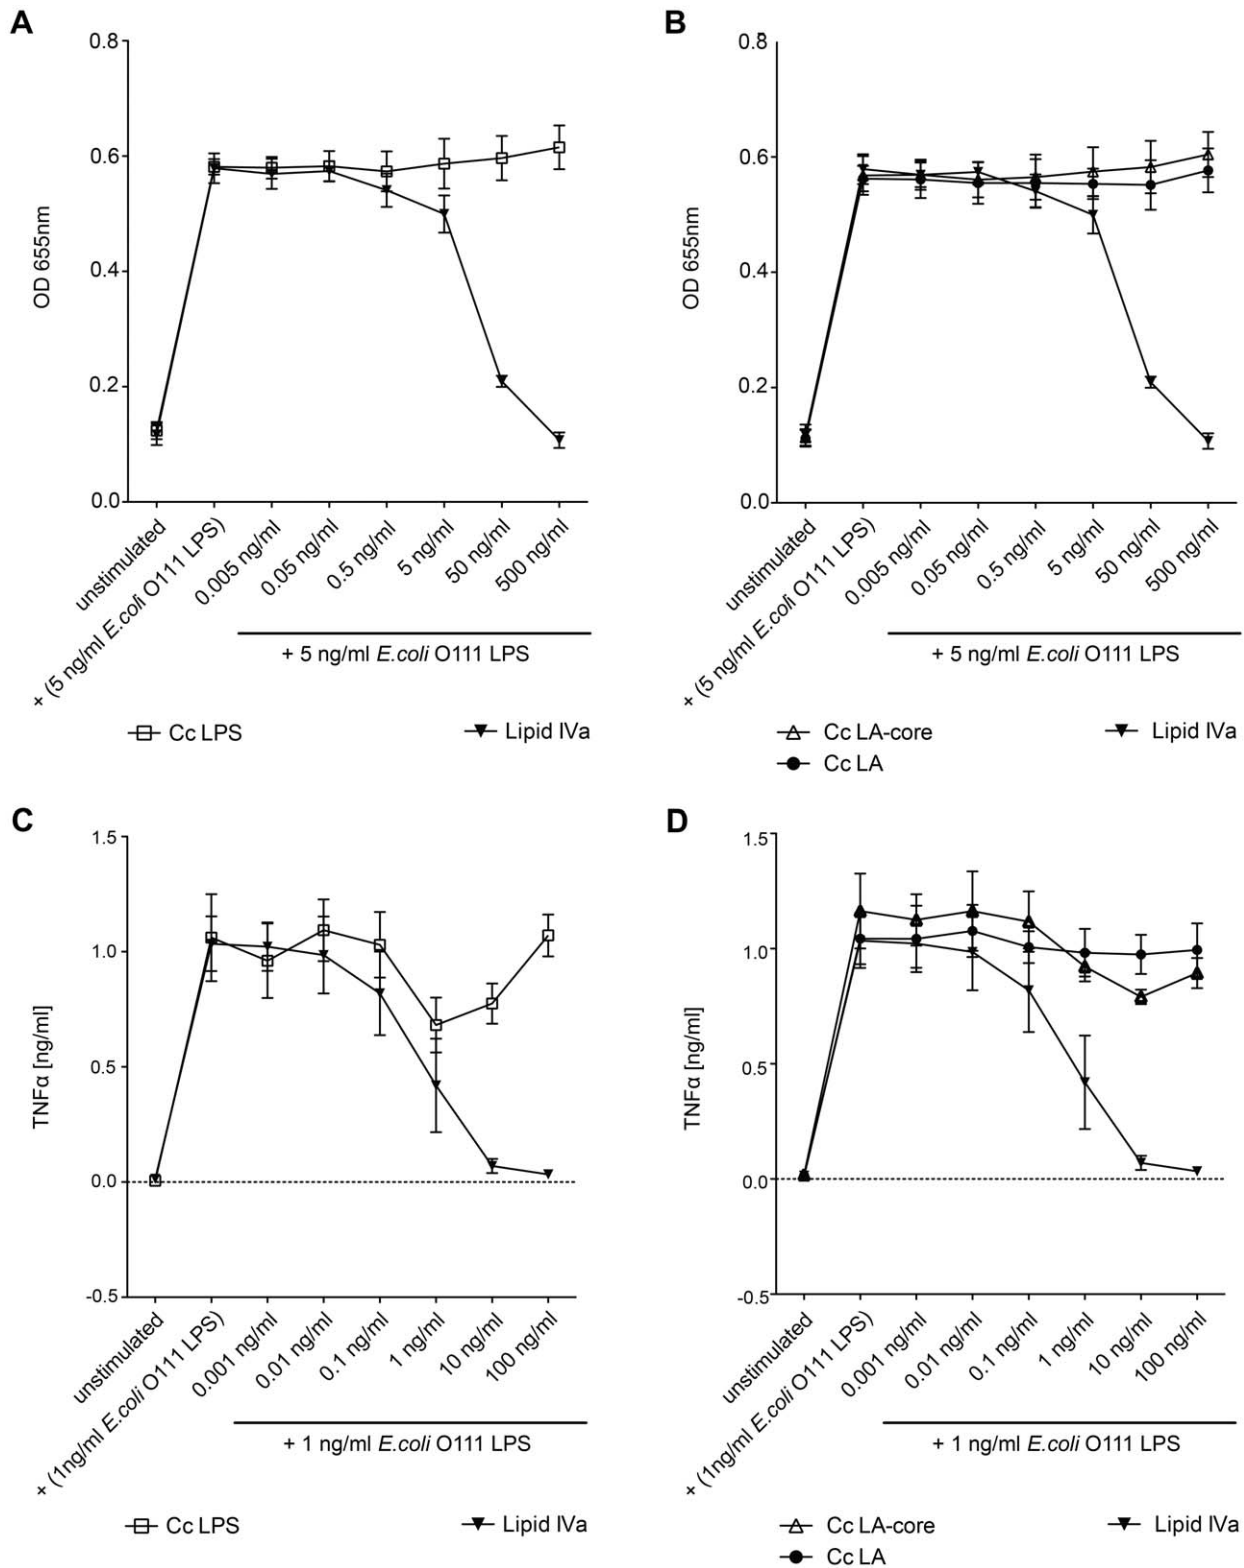 A
0.8
0.6
0.4
0.2
0.0
OD 655nm
unstimulated
+ (5 ng/ml E.coli O111 LPS)
0.005 ng/ml
0.05 ng/ml
0.5 ng/ml
5 ng/ml
50 ng/ml
500 ng/ml
+ 5 ng/ml E.coli O111 LPS
Cc LPS
Lipid IVa
B
0.8
0.6
0.4
0.2
0.0
OD 655nm
unstimulated
+ (5 ng/ml E.coli O111 LPS)
0.005 ng/ml
0.05 ng/ml
0.5 ng/ml
5 ng/ml
50 ng/ml
500 ng/ml
+ 5 ng/ml E.coli O111 LPS
Cc LA-core
Lipid IVa
Cc LA
C
1.5
1.0
0.5
0.0
-0.5
TNFα [ng/ml]
unstimulated
+ (1ng/ml E.coli O111 LPS)
0.001 ng/ml
0.01 ng/ml
0.1 ng/ml
1 ng/ml
10 ng/ml
100 ng/ml
+ 1 ng/ml E.coli O111 LPS
Cc LPS
Lipid IVa
D
1.5
1.0
0.5
0.0
-0.5
TNFα [ng/ml]
unstimulated
+ (1ng/ml E.coli O111 LPS)
0.001 ng/ml
0.01 ng/ml
0.1 ng/ml
1 ng/ml
10 ng/ml
100 ng/ml
+ 1 ng/ml E.coli O111 LPS
Cc LA-core
Lipid IVa
Cc LA